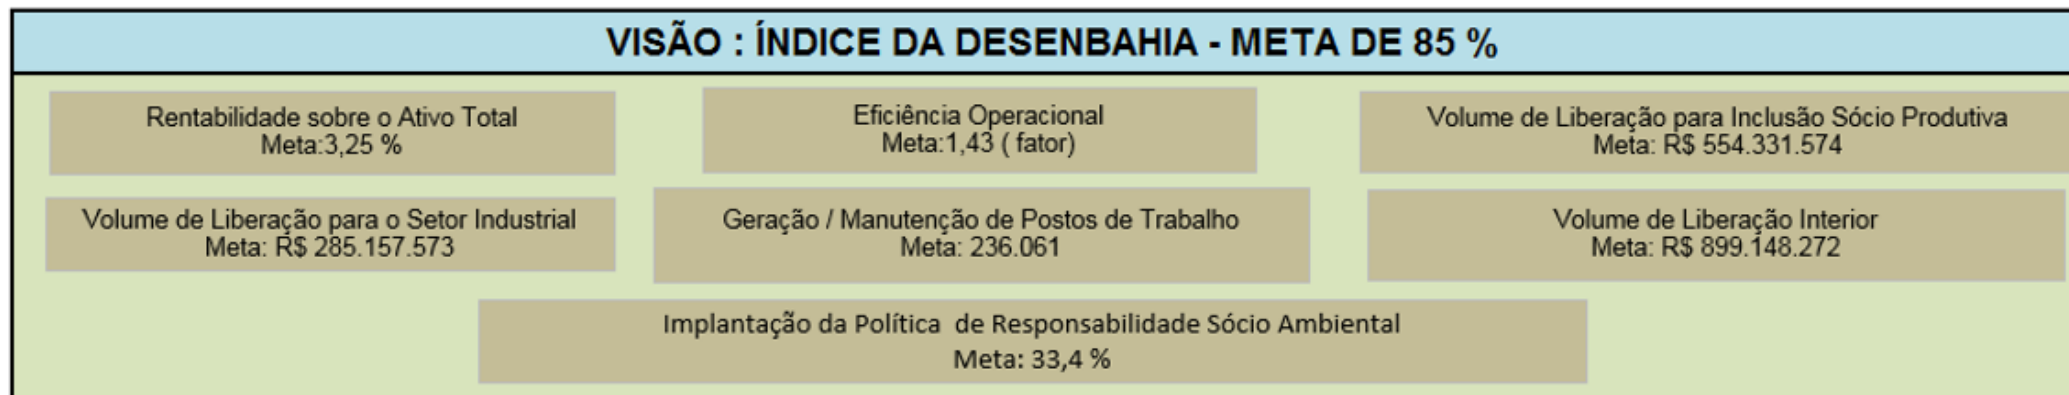 VISÃO : ÍNDICE DA DESENBAHIA - META DE 85 %
Rentabilidade sobre o Ativo Total
Meta:3,25 %
Eficiência Operacional
Meta:1,43 ( fator)
Volume de Liberação para Inclusão Sócio Produtiva
Meta: R$ 554.331.574
Volume de Liberação para o Setor Industrial
Meta: R$ 285.157.573
Geração / Manutenção de Postos de Trabalho
Meta: 236.061
Volume de Liberação Interior
Meta: R$ 899.148.272
Implantação da Política  de Responsabilidade Sócio Ambiental
Meta: 33,4 %